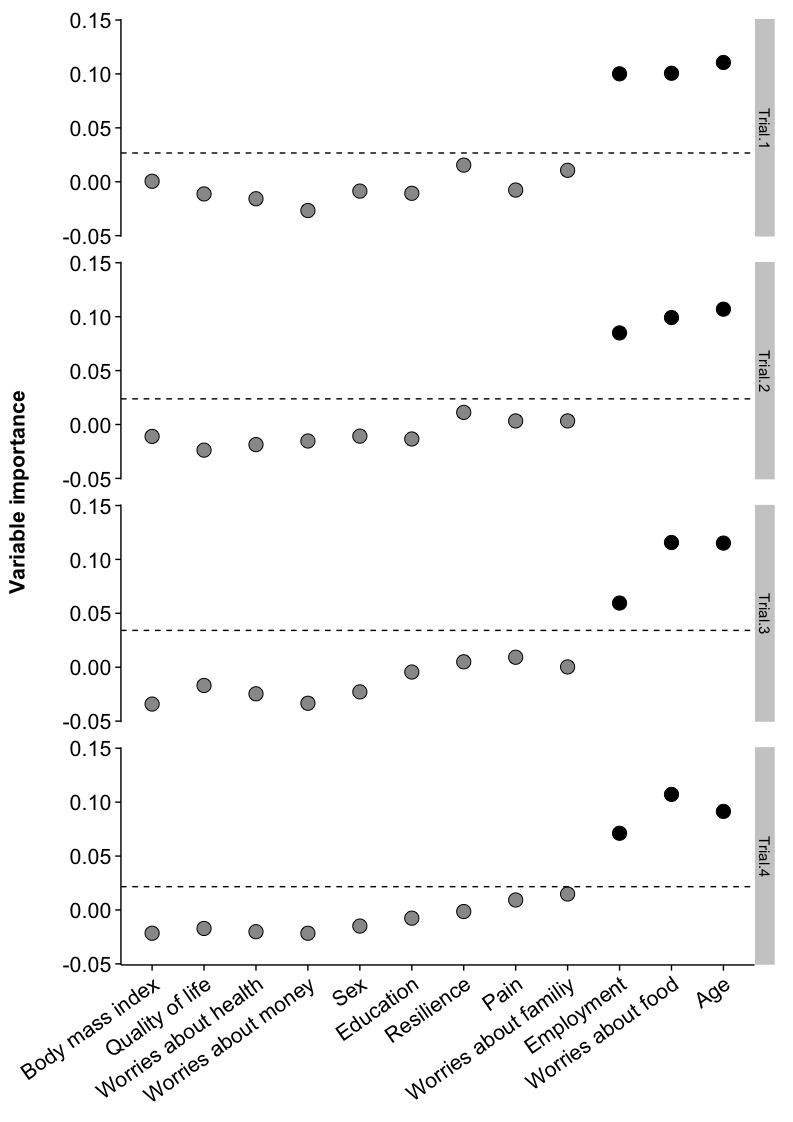 Variable importance
0.15
0.10
0.05
0.00
-0.05
Trial.1
0.15
0.10
0.05
0.00
-0.05
Trial.2
0.15
0.10
0.05
0.00
-0.05
Trial.3
0.15
0.10
0.05
0.00
-0.05
Trial.4
Body mass index
Quality of life
Worries about health
Worries about money
Sex
Education
Resilience
Pain
Worries about familiy
Employment
Worries about food
Age